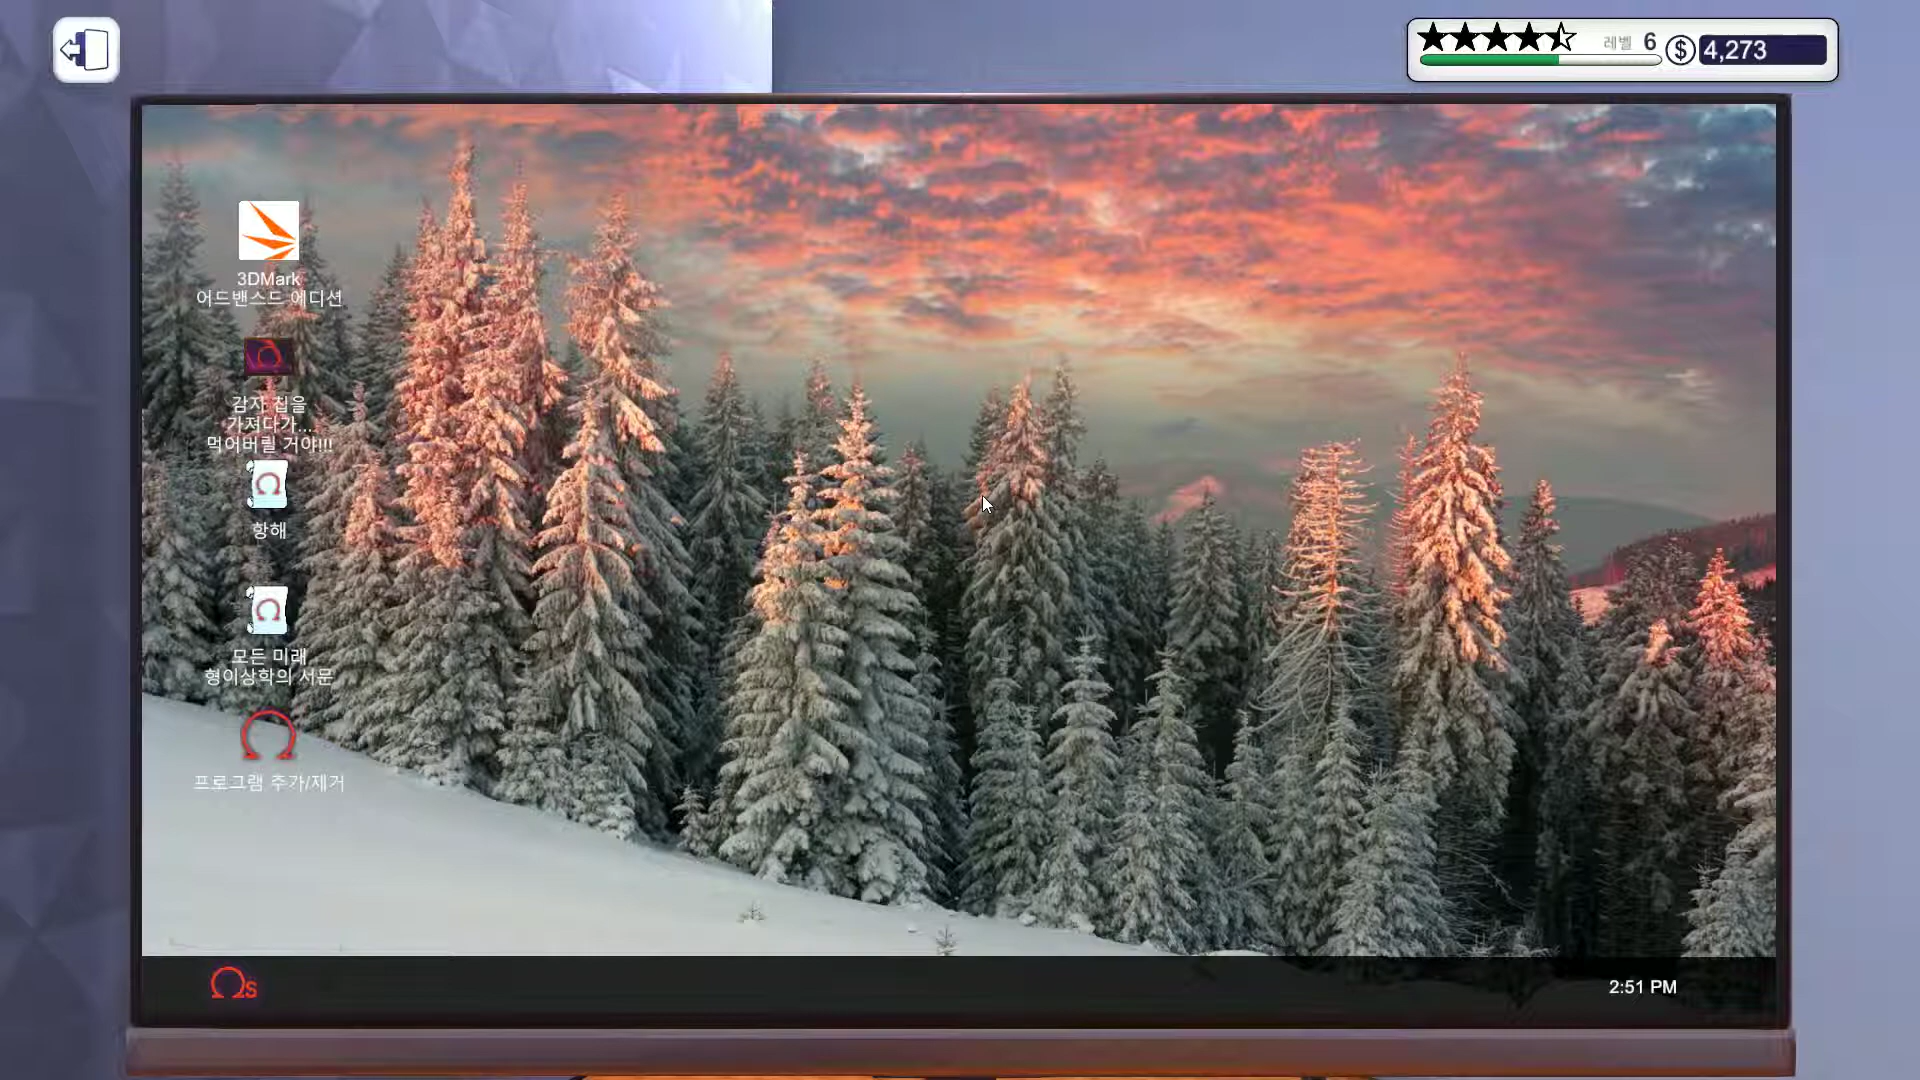 레벨 6
4,273
3DMark
어드밴스드 에디션
감자 칩을
가져다가...
먹어버릴 거야!!!
항해
모든 미래
형이상학의 서문
프로그램 추가/제거
Ωs
2:51 PM